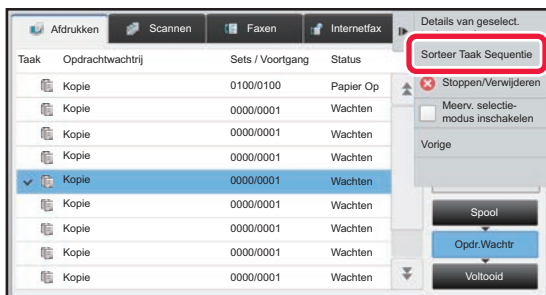 Afdrukken
Scannen
Faxen
Internetfax
Taak Opdrachtwachtrij Sets / Voortgang Status
Kopie 0100/0100 Papier Op
Kopie 0000/0001 Wachten
Kopie 0000/0001 Wachten
Kopie 0000/0001 Wachten
Kopie 0000/0001 Wachten
Kopie 0000/0001 Wachten
Kopie 0000/0001 Wachten
Kopie 0000/0001 Wachten
Kopie 0000/0001 Wachten
Details van geselect.
Sorteer Taak Sequentie
Stoppen/Verwijderen
Meerv. selectie-
modus inschakelen
Vorige
Spool
Opdr.Wachtr
Voltooid